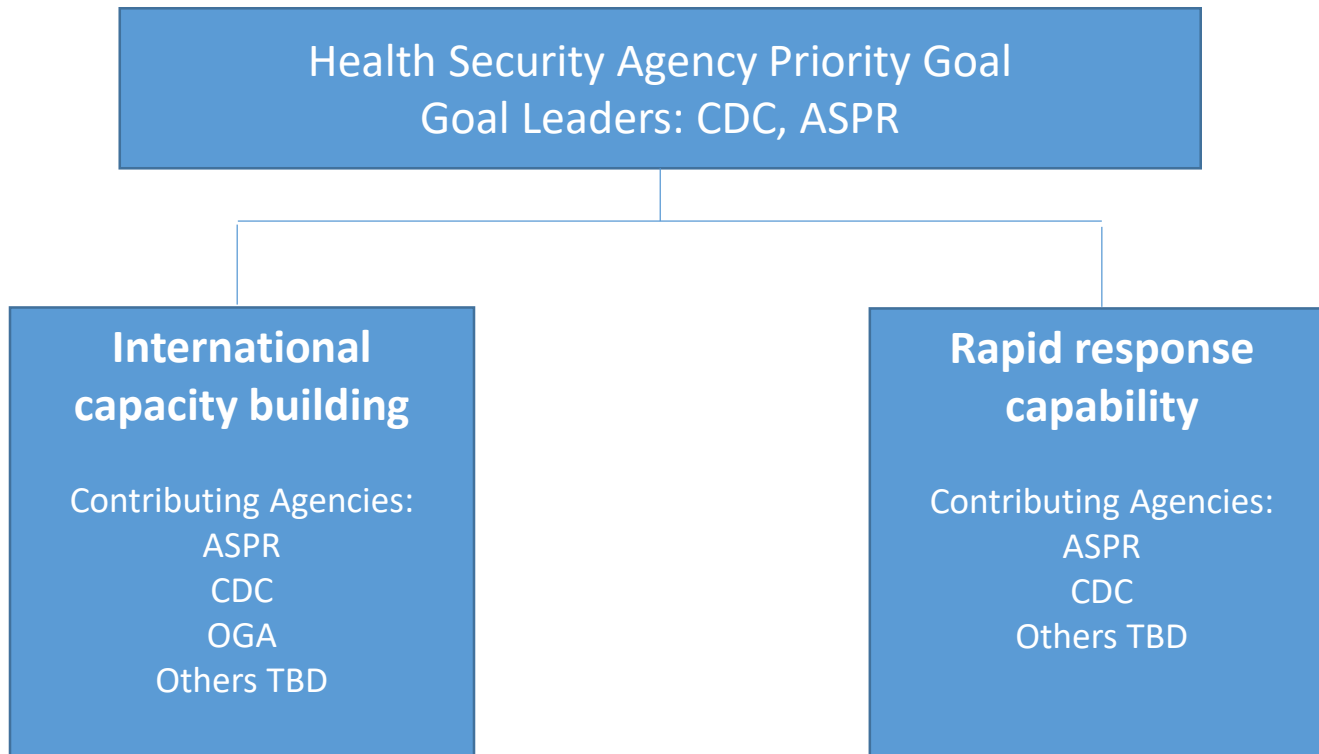 Health Security Agency Priority Goal
Goal Leaders: CDC, ASPR
International
capacity building
Contributing Agencies:
ASPR
CDC
OGA
Others TBD
Rapid response
capability
Contributing Agencies:
ASPR
CDC
Others TBD